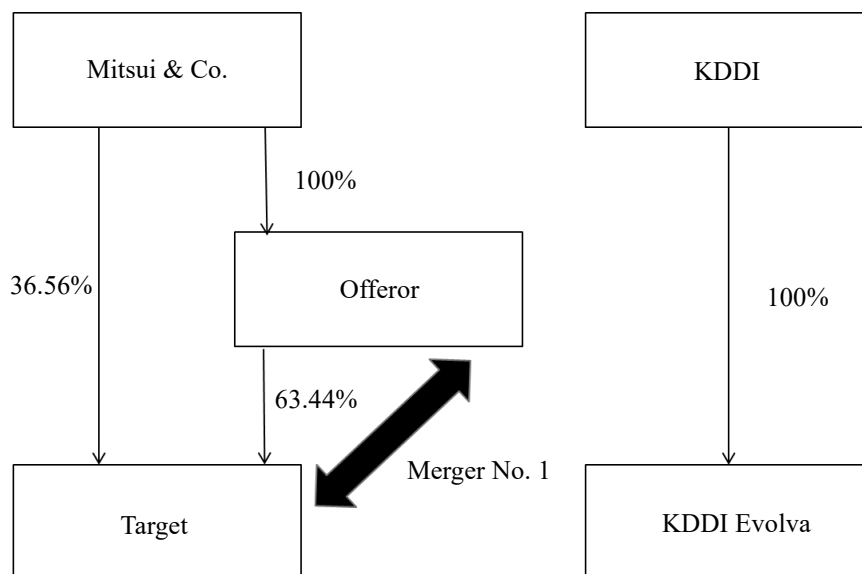 Mitsui & Co.
KDDI
100%
Offeror
36.56%
100%
63.44%
Merger No. 1
Target
KDDI Evolva